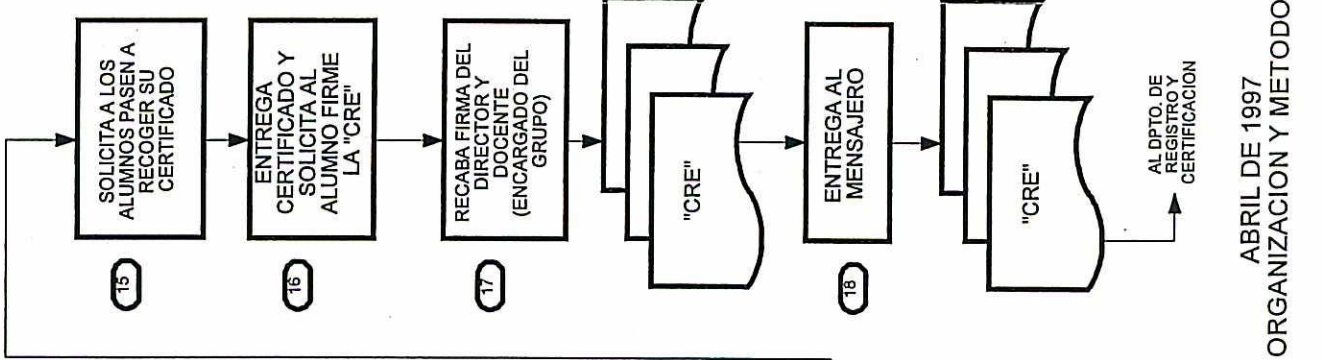 15
SOLICITA A LOS
ALUMNOS PASEN A
RECOGER SU
CERTIFICADO
16
ENTREGA
CERTIFICADO Y
SOLICITA AL
ALUMNO FIRME
LA "CRE"
17
RECABA FIRMA DEL
DIRECTOR Y
DOCENTE
(ENCARGADO DEL
GRUPO)
"CRE"
18
ENTREGA AL
MENSAJERO
"CRE"
AL DPTO. DE
REGISTRO Y
CERTIFICACION
ABRIL DE 1997
ORGANIZACION Y METODO